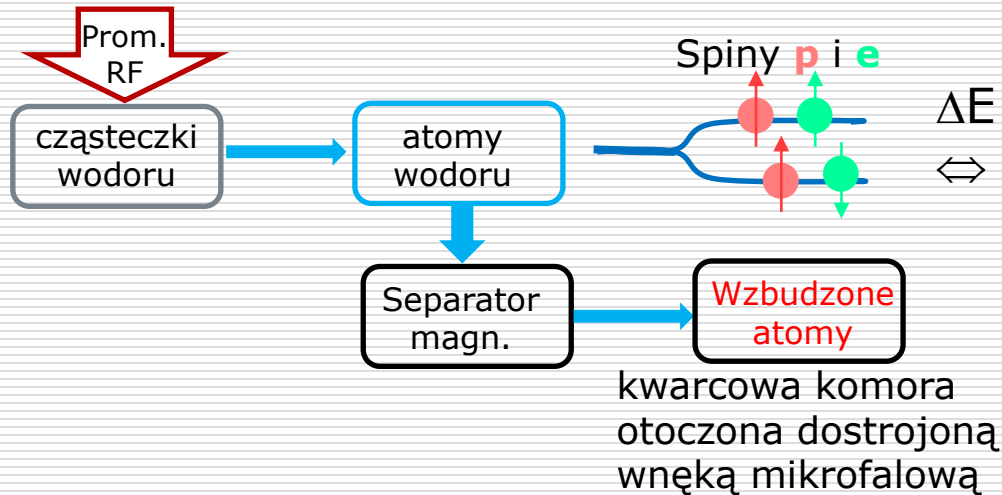 Prom.
RF
cząsteczki
wodoru
atomy
wodoru
Spiny p i e
ΔE
⇔
Separator
magn.
Wzbudzone
atomy
kwarcowa komora
otoczona dostrojoną
wnęką mikrofalową